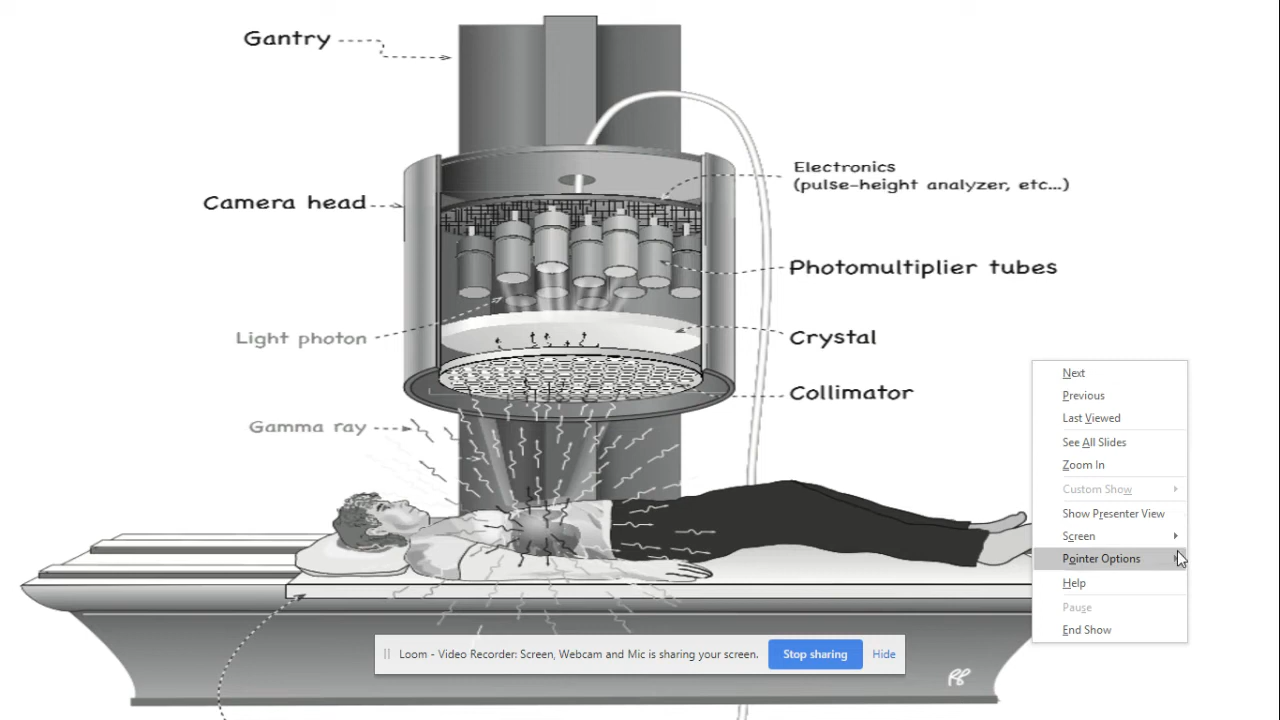 Gantry
Camera head
Electronics
(pulse-height analyzer, etc...)
Photomultiplier tubes
Light photon
Crystal
Collimator
Gamma ray
Next
Previous
Last Viewed
See All Slides
Zoom In
Custom Show
Show Presenter View
Screen
Pointer Options
Help
Pause
End Show
Loom - Video Recorder: Screen, Webcam and Mic is sharing your screen.
Stop sharing
Hide